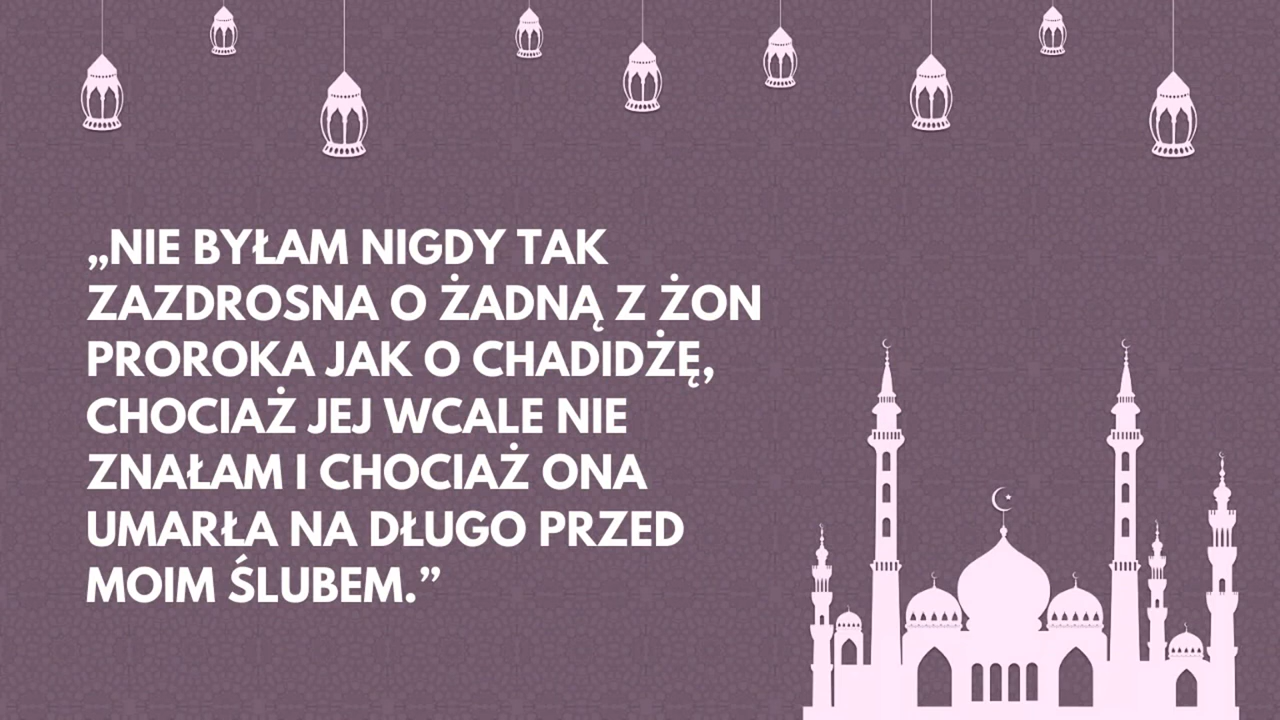 „NIE BYŁAM NIGDY TAK
ZAZDROSNA O ŻADNĄ Z ŻON
PROROKA JAK O CHADIDŻĘ,
CHOCIAŻ JEJ WCALE NIE
ZNAŁAM I CHOCIAŻ ONA
UMARŁA NA DŁUGO PRZED
MOIM ŚLUBEM.”